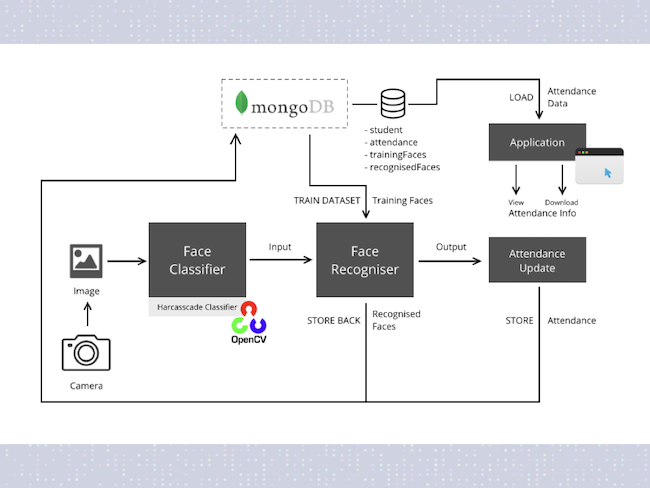 mongoDB
- student
- attendance
- trainingFaces
- recognisedFaces
LOAD
Attendance
Data
Application
View
Download
Attendance Info
TRAIN DATASET
Training Faces
Face
Classifier
Harcasscade Classifier
OpenCV
Input
Face
Recogniser
Output
Attendance
Update
Image
Camera
STORE BACK
Recognised
Faces
STORE
Attendance